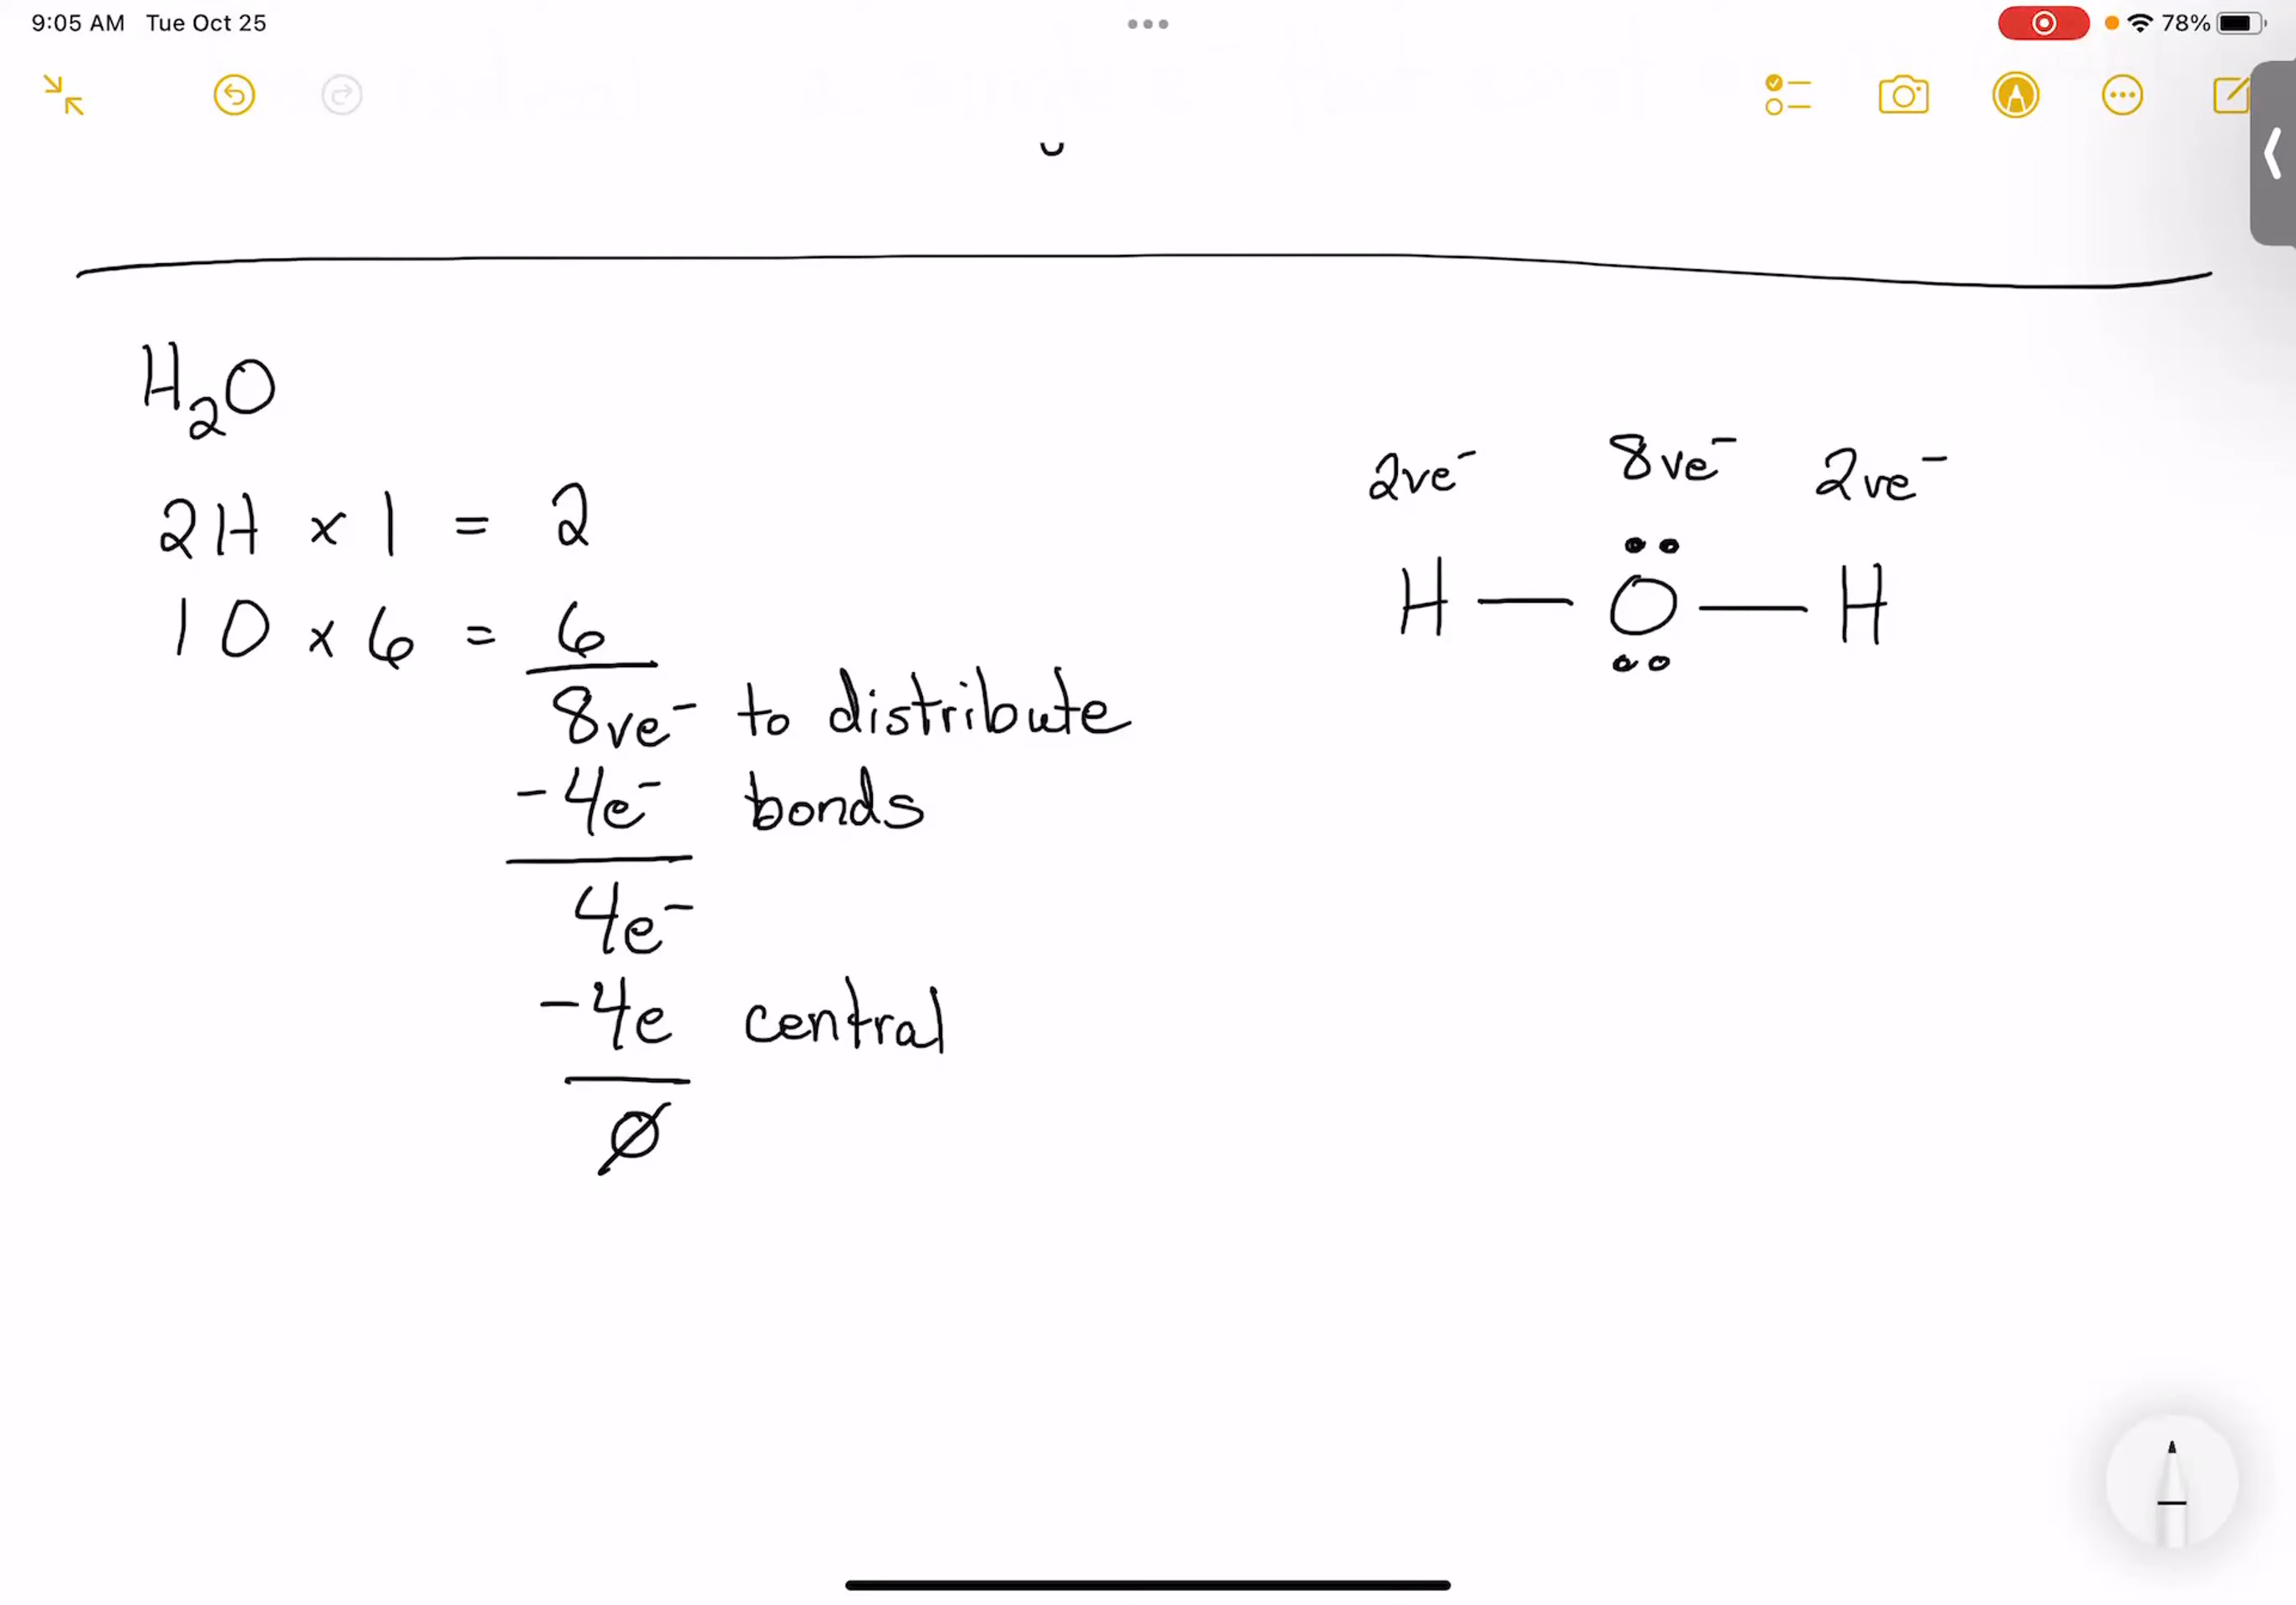 9:05 AM Tue Oct 25
78%
H₂O
2H x 1 = 2
1O x 6 = 6
8ve⁻ to distribute
-4e⁻ bonds
4e⁻
-4e central
∅
2ve⁻ 8ve⁻ 2ve⁻
H — O — H